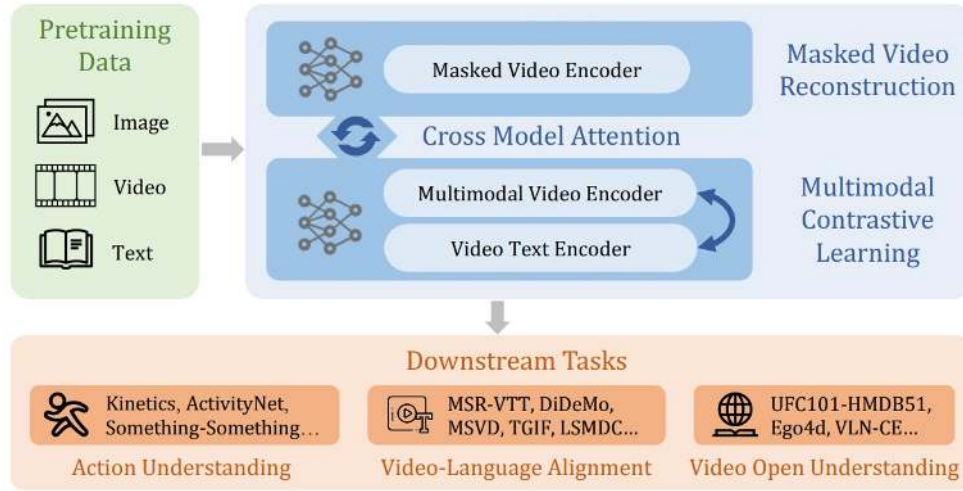 Pretraining
Data
Image
Video
Text
Masked Video Encoder
Masked Video
Reconstruction
Cross Model Attention
Multimodal Video Encoder
Video Text Encoder
Multimodal
Contrastive
Learning
Downstream Tasks
Kinetics, ActivityNet,
Something-Something...
Action Understanding
MSR-VTT, DiDeMo,
MSVD, TGIF, LSMDC...
Video-Language Alignment
UFC101-HMDB51,
Ego4d, VLN-CE...
Video Open Understanding